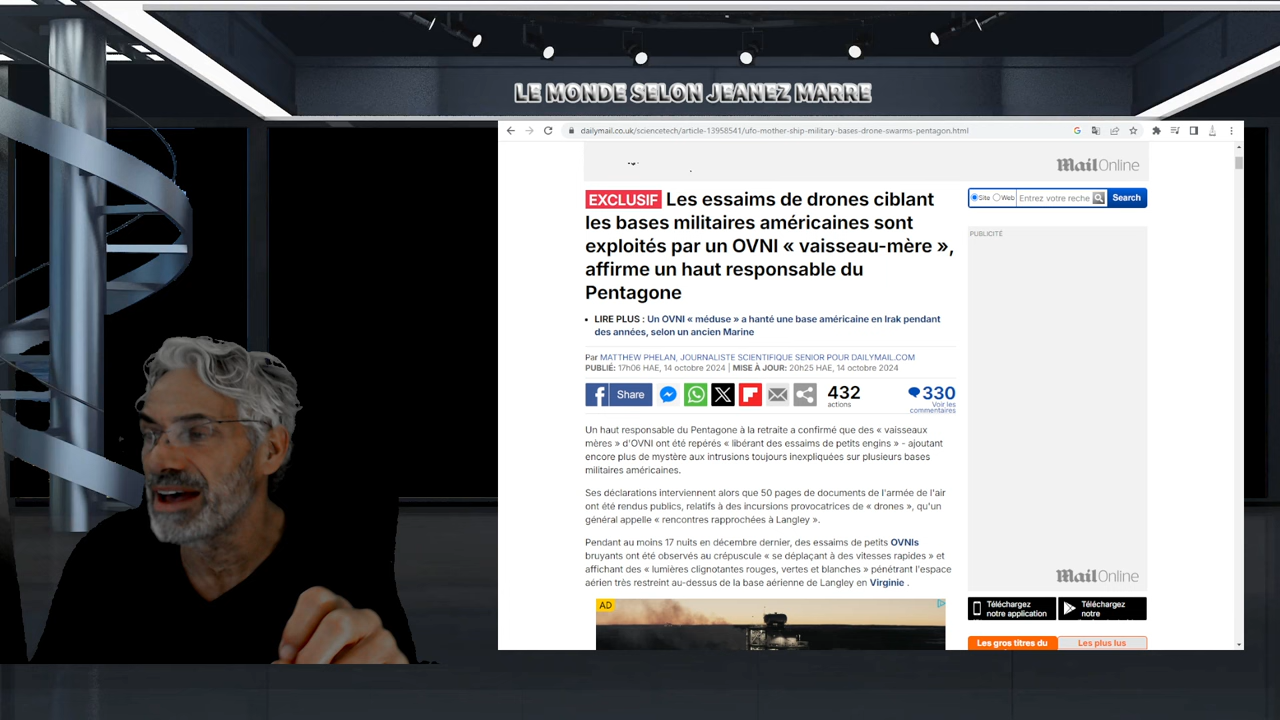 LE MONDE SELON JEANEZ MARRE
dailymail.co.uk/sciencetech/article-13958541/ufo-mother-ship-military-bases-drone-swarms-pentagon.html
MailOnline
EXCLUSIF Les essaims de drones ciblant
les bases militaires américaines sont
exploités par un OVNI « vaisseau-mère »,
affirme un haut responsable du
Pentagone
Site Web Entrez votre reche Search
PUBLICITÉ
• LIRE PLUS : Un OVNI « méduse » a hanté une base américaine en Irak pendant
des années, selon un ancien Marine
Par MATTHEW PHELAN, JOURNALISTE SCIENTIFIQUE SENIOR POUR DAILYMAIL.COM
PUBLIÉ: 17h06 HAE, 14 octobre 2024 | MISE À JOUR: 20h25 HAE, 14 octobre 2024
Share 432 330
actions Voir les
commentaires
Un haut responsable du Pentagone à la retraite a confirmé que des « vaisseaux
mères » d'OVNI ont été repérés « libérant des essaims de petits engins » - ajoutant
encore plus de mystère aux intrusions toujours inexpliquées sur plusieurs bases
militaires américaines.
Ses déclarations interviennent alors que 50 pages de documents de l'armée de l'air
ont été rendus publics, relatifs à des incursions provocatrices de « drones », qu'un
général appelle « rencontres rapprochées à Langley ».
Pendant au moins 17 nuits en décembre dernier, des essaims de petits OVNIs
bruyants ont été observés au crépuscule « se déplaçant à des vitesses rapides » et
affichant des « lumières clignotantes rouges, vertes et blanches » pénétrant l'espace
aérien très restreint au-dessus de la base aérienne de Langley en Virginie .
AD
MailOnline
Téléchargez
notre application
Téléchargez
notre
Les gros titres du
Les plus lus